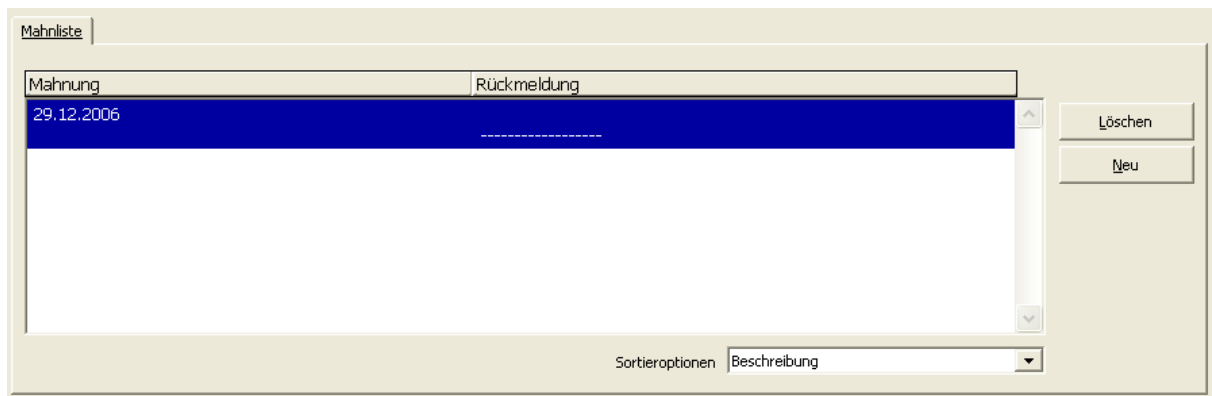 Mahnliste
Mahnung Rückmeldung
29.12.2006
------------------
Löschen
Neu
Sortieroptionen Beschreibung